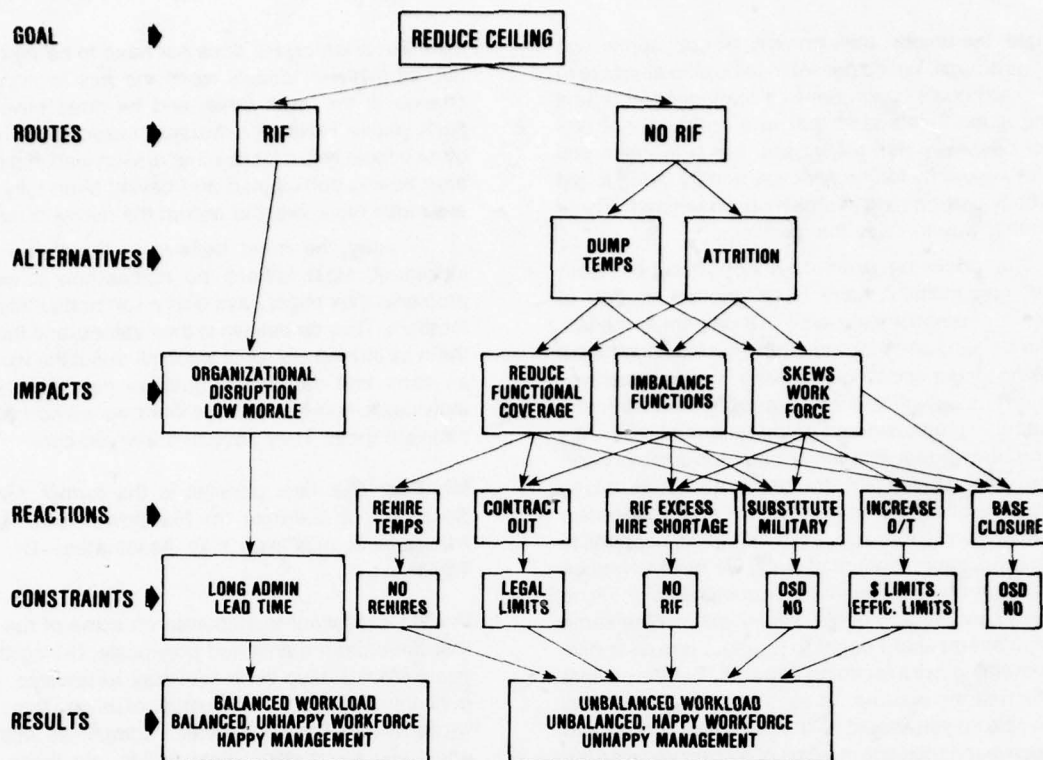 GOAL
REDUCE CEILING
ROUTES
RIF
NO RIF
ALTERNATIVES
DUMP
TEMPS
ATTRITION
IMPACTS
ORGANIZATIONAL
DISRUPTION
LOW MORALE
REDUCE
FUNCTIONAL
COVERAGE
IMBALANCE
FUNCTIONS
SKEWS
WORK
FORCE
REACTIONS
REHIRE
TEMPS
CONTRACT
OUT
RIF EXCESS
HIRE SHORTAGE
SUBSTITUTE
MILITARY
INCREASE
O/T
BASE
CLOSURE
CONSTRAINTS
LONG ADMIN
LEAD TIME
NO
REHIRES
LEGAL
LIMITS
NO
RIF
OSD
NO
$ LIMITS
EFFIC. LIMITS
OSD
NO
RESULTS
BALANCED WORKLOAD
BALANCED, UNHAPPY WORKFORCE
HAPPY MANAGEMENT
UNBALANCED WORKLOAD
UNBALANCED, HAPPY WORKFORCE
UNHAPPY MANAGEMENT